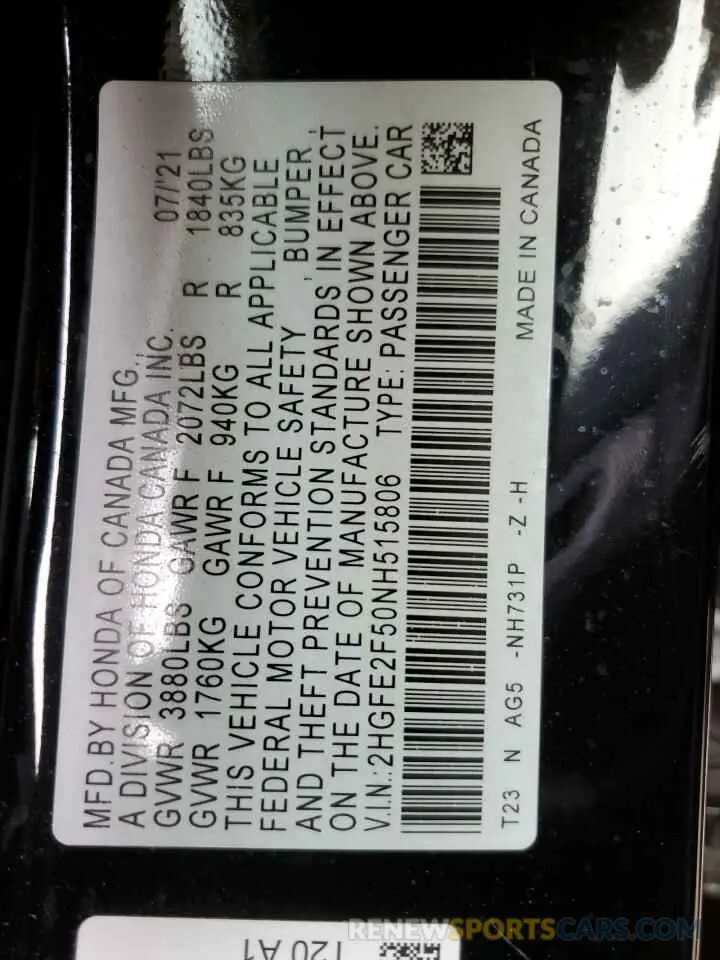 MFD.BY HONDA OF CANADA MFG.,
A DIVISION OF HONDA CANADA INC. 07/'21
GVWR 3880LBS GAWR F 2072LBS R 1840LBS
GVWR 1760KG GAWR F 940KG R 835KG
THIS VEHICLE CONFORMS TO ALL APPLICABLE
FEDERAL MOTOR VEHICLE SAFETY , BUMPER,
AND THEFT PREVENTION STANDARDS IN EFFECT
ON THE DATE OF MANUFACTURE SHOWN ABOVE.
V.I.N.:2HGFE2F50NH515806 TYPE: PASSENGER CAR
T23 N AG5 -NH731P -Z -H MADE IN CANADA
T20 A1
RENEWSPORTSCARS.COM